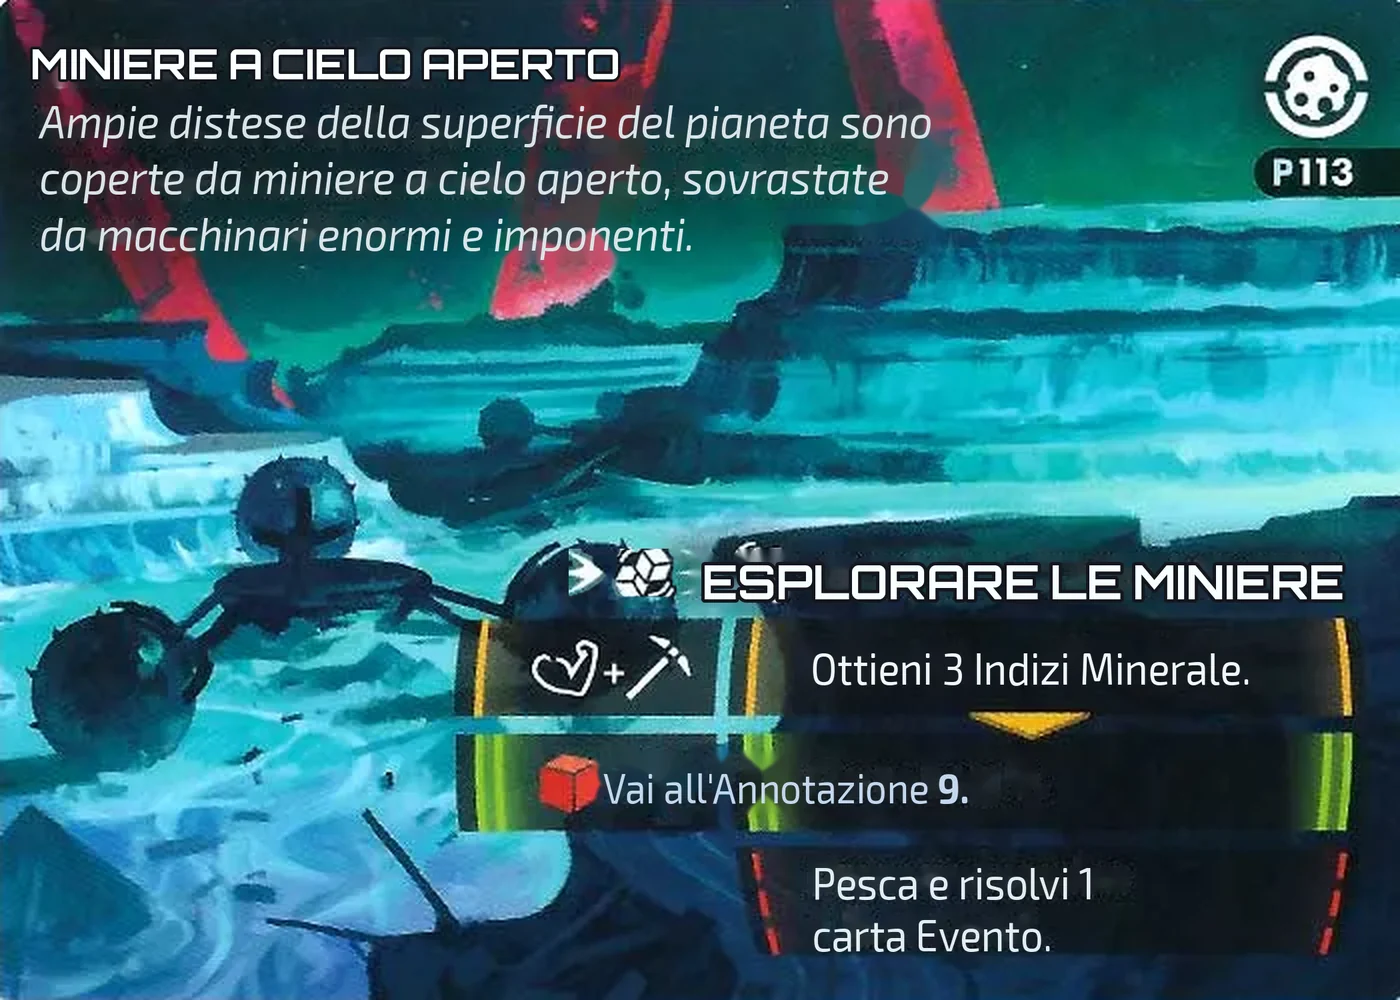 MINIERE A CIELO APERTO
Ampie distese della superficie del pianeta sono
coperte da miniere a cielo aperto, sovrastate
da macchinari enormi e imponenti.
P113
ESPLORARE LE MINIERE
+
Ottieni 3 Indizi Minerale.
Vai all'Annotazione 9.
Pesca e risolvi 1
carta Evento.